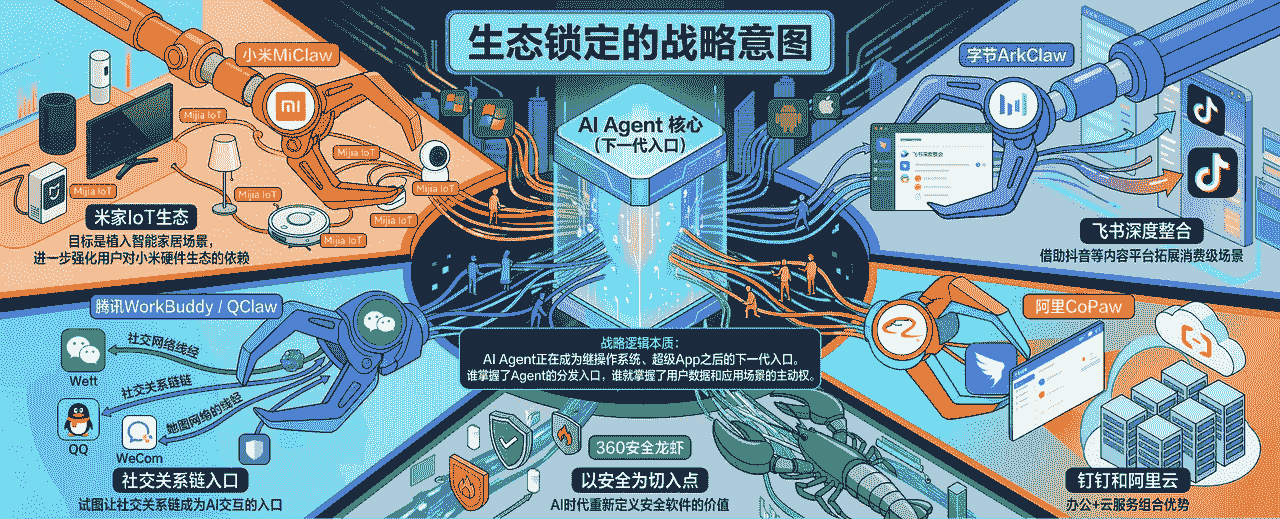 生态锁定的战略意图
小米MiClaw
Mijia IoT
Mijia IoT
Mijia IoT
Mijia IoT
Mijia IoT
Mijia IoT
Mijia IoT
米家IoT生态
目标是植入智能家居场景，
进一步强化用户对小米硬件生态的依赖
AI Agent 核心
（下一代入口）
字节ArkClaw
飞书深度整合
飞书深度整合
借助抖音等内容平台拓展消费级场景
腾讯WorkBuddy / QClaw
社交网络线经
Wett
社交关系链链
QQ
她图网络的线经
WeCom
社交关系链入口
试图让社交关系链成为AI交互的入口
战略逻辑本质：
AI Agent正在成为继操作系统、超级App之后的下一代入口。
谁掌握了Agent的分发入口，谁就掌握了用户数据和应用场景的主动权。
360安全龙虾
以安全为切入点
AI时代重新定义安全软件的价值
阿里CoPaw
钉钉和阿里云
办公+云服务组合优势